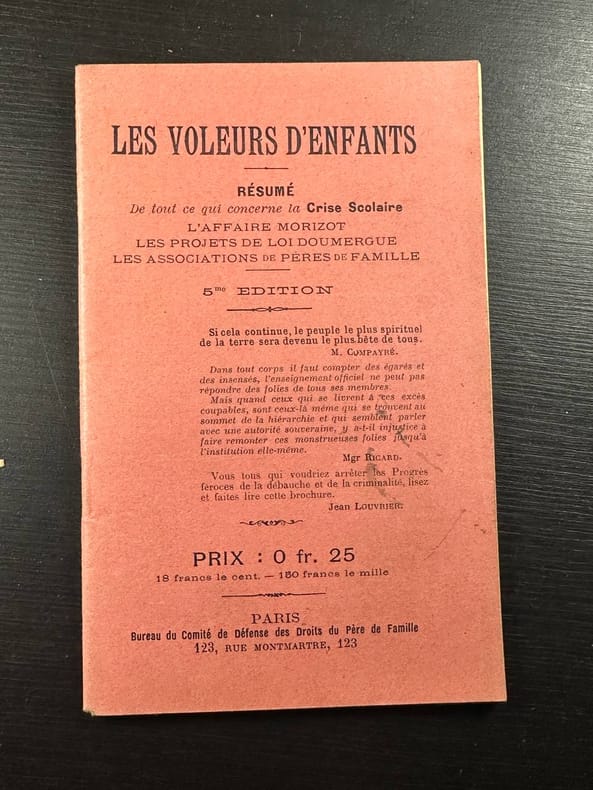 LES VOLEURS D'ENFANTS
RÉSUMÉ
De tout ce qui concerne la Crise Scolaire
L'AFFAIRE MORIZOT
LES PROJETS DE LOI DOUMERGUE
LES ASSOCIATIONS DE PÈRES DE FAMILLE
5me EDITION
Si cela continue, le peuple le plus spirituel
de la terre sera devenu le plus bête de tous.
M. COMPAYRÉ.
Dans tout corps il faut compter des égarés et
des insensés, l'enseignement officiel ne peut pas
répondre des folies de tous ses membres.
Mais quand ceux qui se livrent à ces excès
coupables, sont ceux-là même qui se trouvent au
sommet de la hiérarchie et qui semblent parler
avec une autorité souveraine, y a-t-il injustice à
faire remonter ces monstrueuses folies jusqu'à
l'institution elle-même.
Mgr RICARD.
Vous tous qui voudriez arrêter les Progrès
féroces de la débauche et de la criminalité, lisez
et faites lire cette brochure.
Jean LOUVRIER.
PRIX : 0 fr. 25
18 francs le cent. — 150 francs le mille
PARIS
Bureau du Comité de Défense des Droits du Père de Famille
123, RUE MONTMARTRE, 123